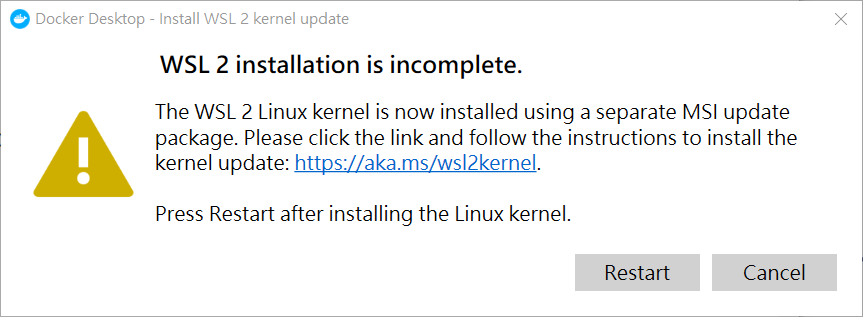 Docker Desktop - Install WSL 2 kernel update
WSL 2 installation is incomplete.
The WSL 2 Linux kernel is now installed using a separate MSI update
package. Please click the link and follow the instructions to install the
kernel update: https://aka.ms/wsl2kernel.
Press Restart after installing the Linux kernel.
Restart
Cancel